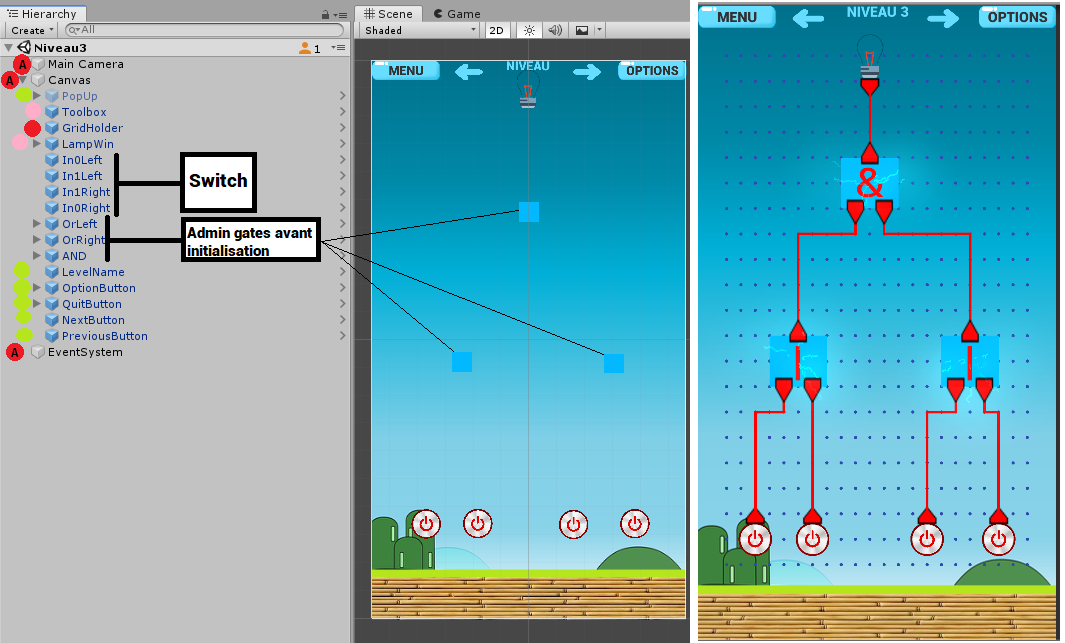 Hierarchy
Create
All
Niveau3
1
A Main Camera
A Canvas
PopUp
Toolbox
GridHolder
LampWin
In0Left
In1Left
In1Right
In0Right
OrLeft
OrRight
AND
LevelName
OptionButton
QuitButton
NextButton
PreviousButton
A EventSystem
Switch
Admin gates avant
initialisation
Scene
Game
Shaded
2D
MENU
NIVEAU
OPTIONS
MENU
NIVEAU 3
OPTIONS
&
|
|